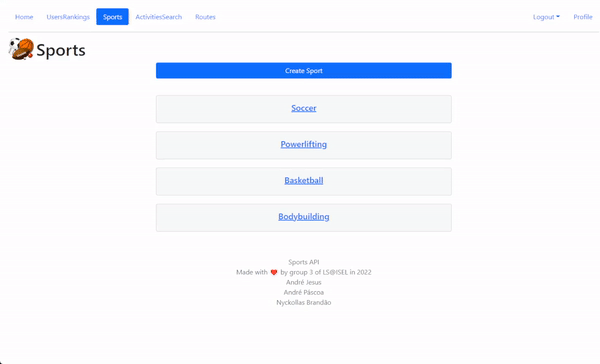 Home UsersRankings Sports ActivitiesSearch Routes Logout Profile
Sports
Create Sport
Soccer
Powerlifting
Basketball
Bodybuilding
Sports API
Made with ❤️ by group 3 of LS@ISEL in 2022
André Jesus
André Páscoa
Nyckollas Brandão